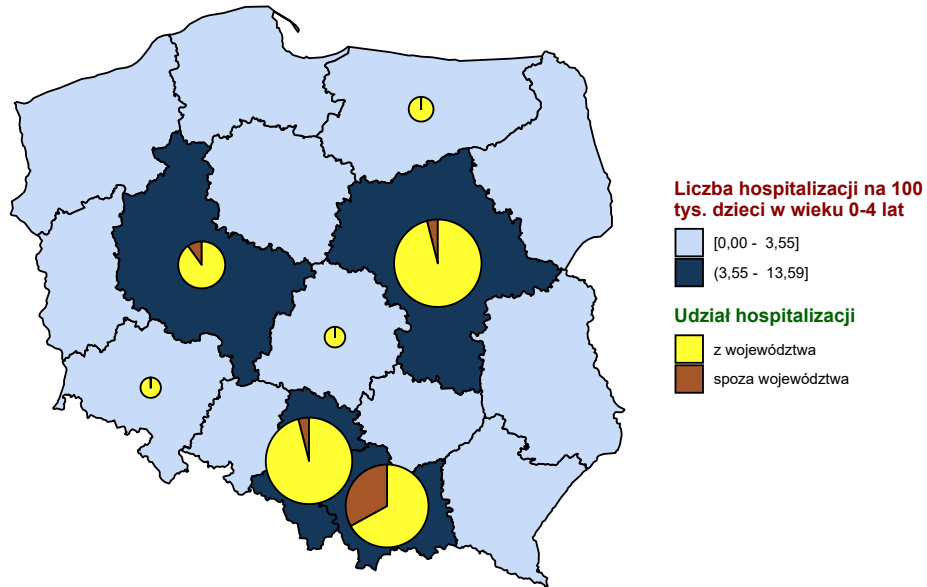 Liczba hospitalizacji na 100
tys. dzieci w wieku 0-4 lat
[0,00 - 3,55]
(3,55 - 13,59]
Udział hospitalizacji
z województwa
spoza województwa